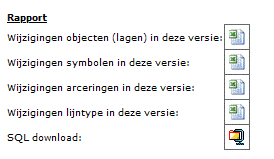 Rapport
Wijzigingen objecten (lagen) in deze versie:
Wijzigingen symbolen in deze versie:
Wijzigingen arceringen in deze versie:
Wijzigingen lijntype in deze versie:
SQL download: